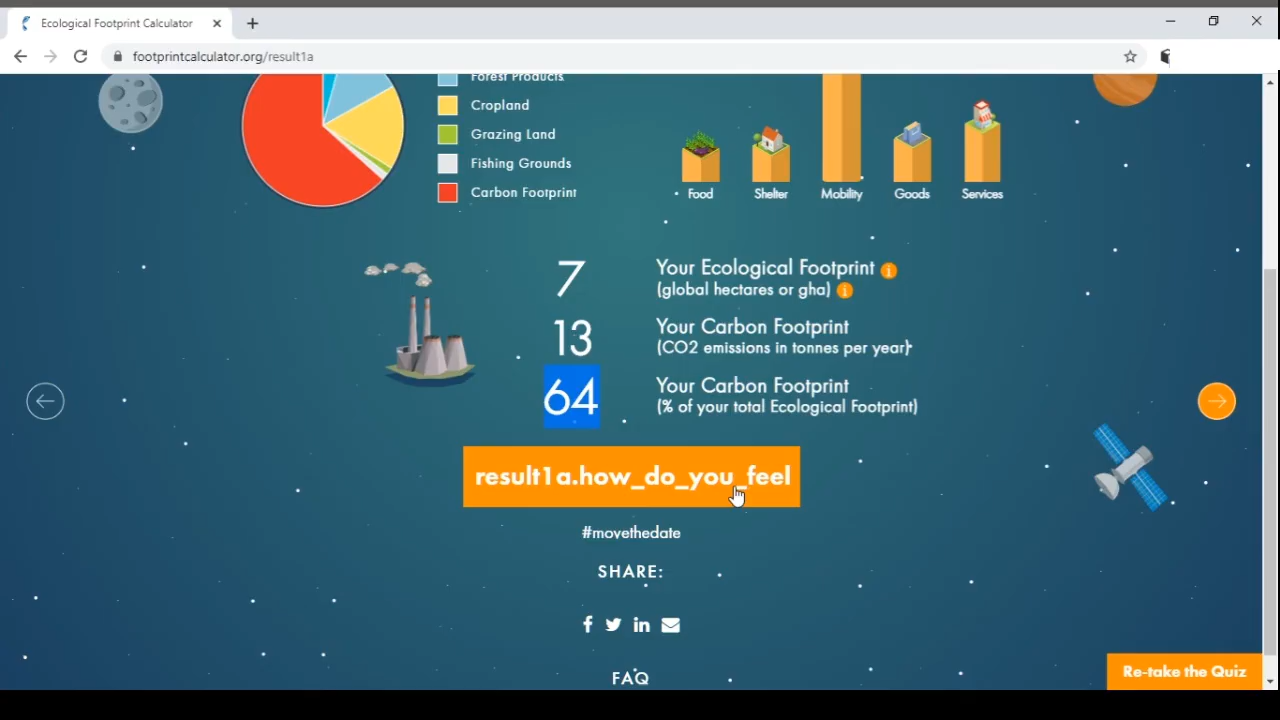 Ecological Footprint Calculator
footprintcalculator.org/result1a
Forest Products
Cropland
Grazing Land
Fishing Grounds
Carbon Footprint
Food
Shelter
Mobility
Goods
Services
7
Your Ecological Footprint
(global hectares or gha)
13
Your Carbon Footprint
(CO2 emissions in tonnes per year)
64
Your Carbon Footprint
(% of your total Ecological Footprint)
result1a.how_do_you_feel
#movethedate
SHARE:
FAQ
Re-take the Quiz